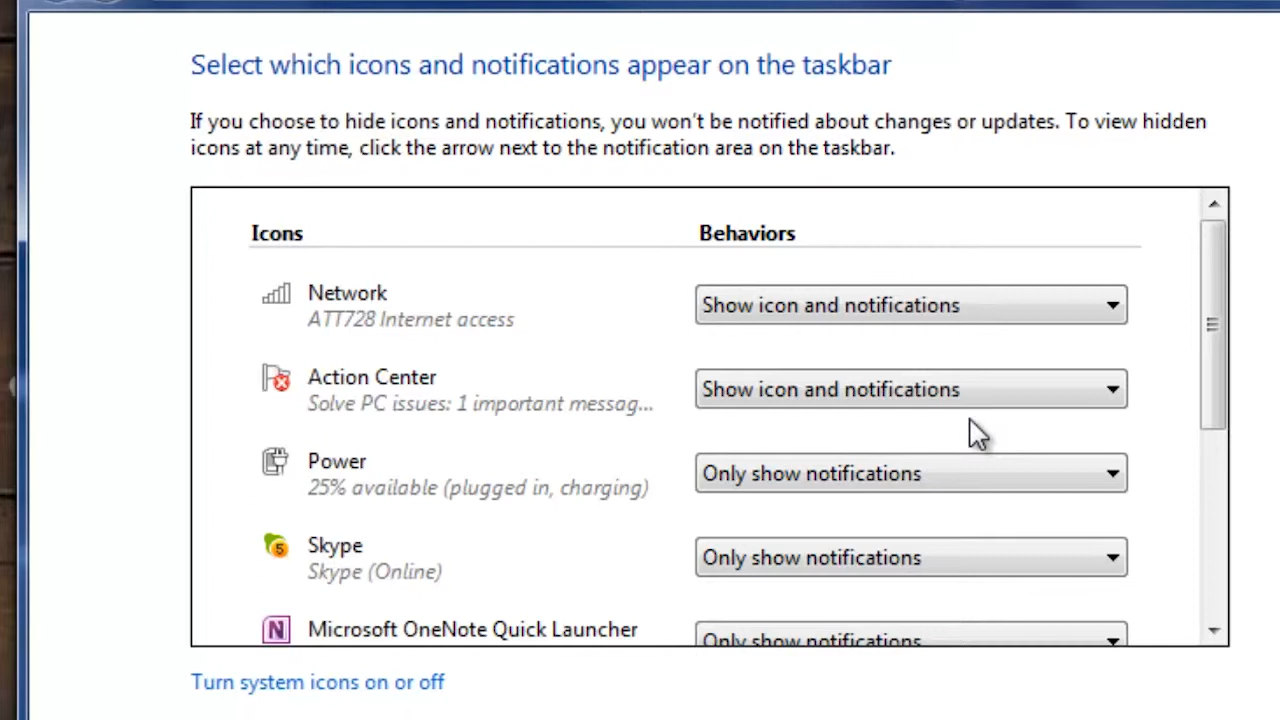 Select which icons and notifications appear on the taskbar
If you choose to hide icons and notifications, you won't be notified about changes or updates. To view hidden
icons at any time, click the arrow next to the notification area on the taskbar.
Icons Behaviors
Network
Show icon and notifications
ATT728 Internet access
Action Center
Show icon and notifications
Solve PC issues: 1 important messag...
Power
Only show notifications
25% available (plugged in, charging)
Skype
Only show notifications
Skype (Online)
5
Microsoft OneNote Quick Launcher
Only show notifications
N
Turn system icons on or off